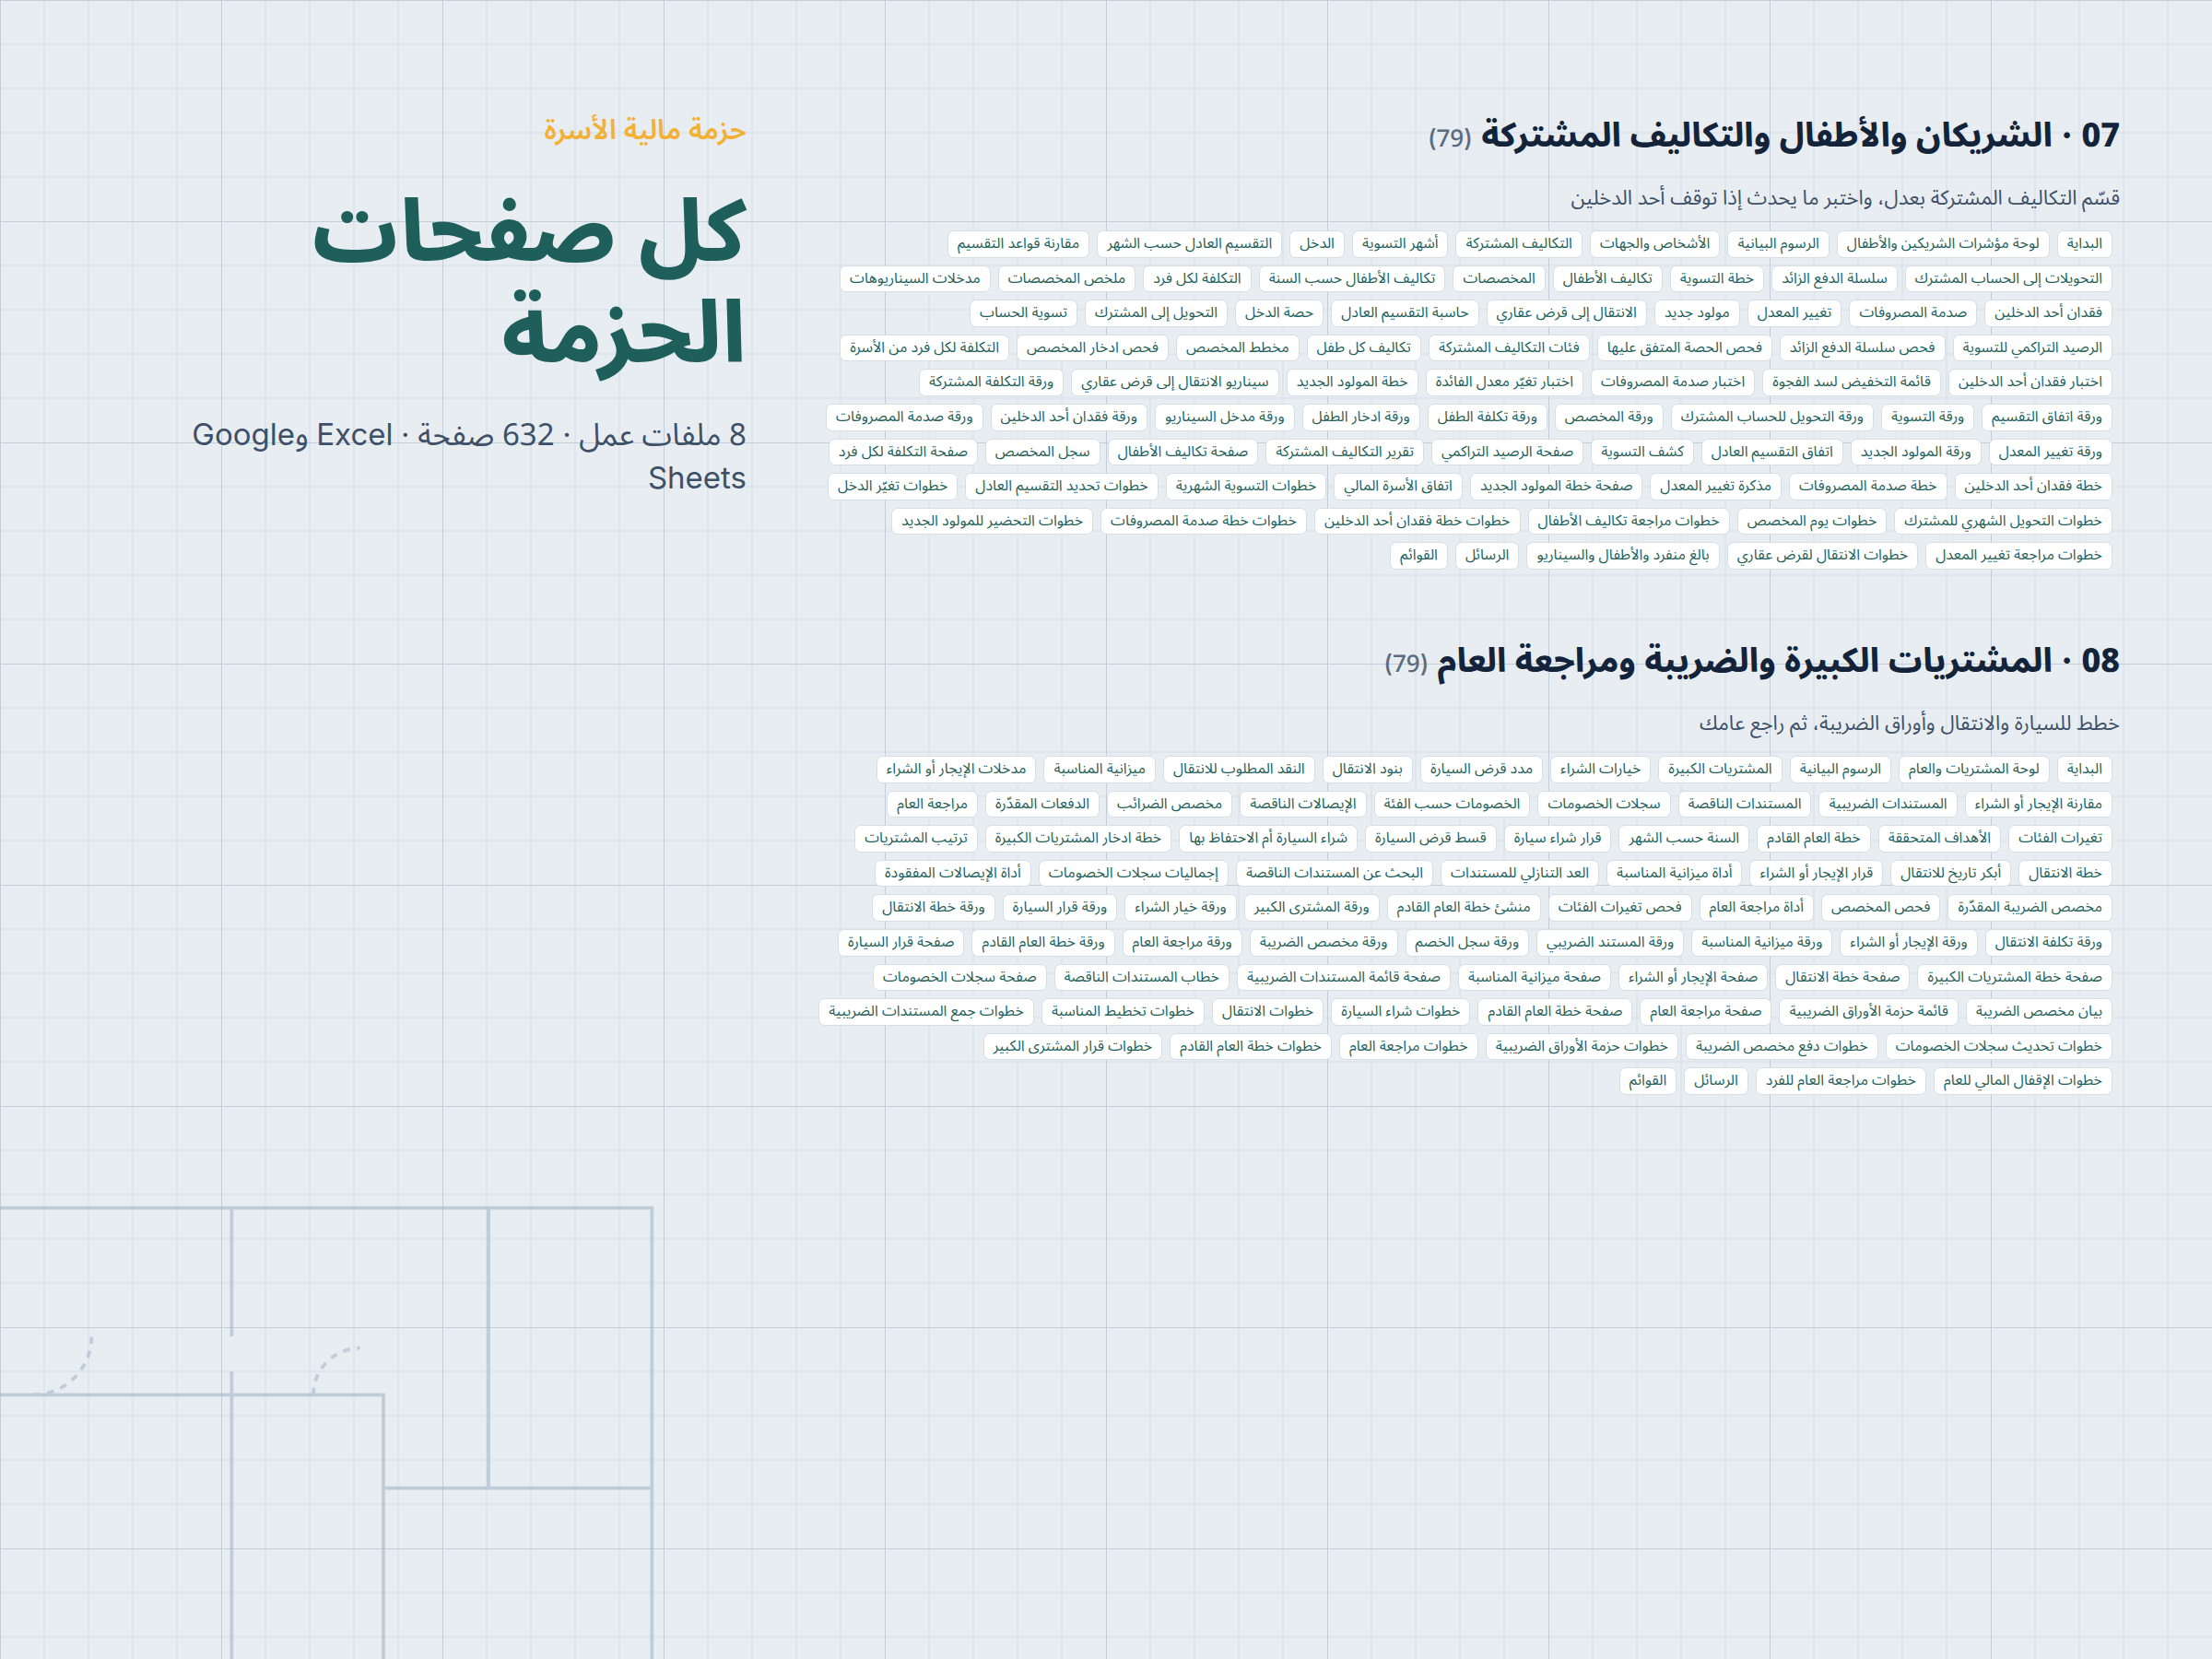 حزمة مالية الأسرة
كل صفحات
الحزمة
8 ملفات عمل · 632 صفحة · Excel وGoogle
Sheets
07 · الشريكان والأطفال والتكاليف المشتركة (79)
قسّم التكاليف المشتركة بعدل، واختبر ما يحدث إذا توقف أحد الدخلين
البداية لوحة مؤشرات الشريكين والأطفال الرسوم البيانية الأشخاص والجهات التكاليف المشتركة أشهر التسوية الدخل التقسيم العادل حسب الشهر مقارنة قواعد التقسيم
التحويلات إلى الحساب المشترك سلسلة الدفع الزائد خطة التسوية تكاليف الأطفال المخصصات تكاليف الأطفال حسب السنة التكلفة لكل فرد ملخص المخصصات مدخلات السيناريوهات
فقدان أحد الدخلين صدمة المصروفات تغيير المعدل مولود جديد الانتقال إلى قرض عقاري حاسبة التقسيم العادل حصة الدخل التحويل إلى المشترك تسوية الحساب
الرصيد التراكمي للتسوية فحص سلسلة الدفع الزائد فحص الحصة المتفق عليها فئات التكاليف المشتركة تكاليف كل طفل مخطط المخصص فحص ادخار المخصص التكلفة لكل فرد من الأسرة
اختبار فقدان أحد الدخلين قائمة التخفيض لسد الفجوة اختبار صدمة المصروفات اختبار تغيّر معدل الفائدة خطة المولود الجديد سيناريو الانتقال إلى قرض عقاري ورقة التكلفة المشتركة
ورقة اتفاق التقسيم ورقة التسوية ورقة التحويل للحساب المشترك ورقة المخصص ورقة تكلفة الطفل ورقة ادخار الطفل ورقة مدخل السيناريو ورقة فقدان أحد الدخلين ورقة صدمة المصروفات
ورقة تغيير المعدل ورقة المولود الجديد اتفاق التقسيم العادل كشف التسوية صفحة الرصيد التراكمي تقرير التكاليف المشتركة صفحة تكاليف الأطفال سجل المخصص صفحة التكلفة لكل فرد
خطة فقدان أحد الدخلين خطة صدمة المصروفات مذكرة تغيير المعدل صفحة خطة المولود الجديد اتفاق الأسرة المالي خطوات التسوية الشهرية خطوات تحديد التقسيم العادل خطوات تغيّر الدخل
خطوات التحويل الشهري للمشترك خطوات يوم المخصص خطوات مراجعة تكاليف الأطفال خطوات خطة فقدان أحد الدخلين خطوات خطة صدمة المصروفات خطوات التحضير للمولود الجديد
خطوات مراجعة تغيير المعدل خطوات الانتقال لقرض عقاري بالغ منفرد والأطفال والسيناريو الرسائل القوائم
08 · المشتريات الكبيرة والضريبة ومراجعة العام (79)
خطط للسيارة والانتقال وأوراق الضريبة، ثم راجع عامك
البداية لوحة المشتريات والعام الرسوم البيانية المشتريات الكبيرة خيارات الشراء مدد قرض السيارة بنود الانتقال النقد المطلوب للانتقال ميزانية المناسبة مدخلات الإيجار أو الشراء
مقارنة الإيجار أو الشراء المستندات الضريبية المستندات الناقصة سجلات الخصومات الخصومات حسب الفئة الإيصالات الناقصة مخصص الضرائب الدفعات المقدّرة مراجعة العام
تغيرات الفئات الأهداف المتحققة خطة العام القادم السنة حسب الشهر قرار شراء سيارة قسط قرض السيارة شراء السيارة أم الاحتفاظ بها خطة ادخار المشتريات الكبيرة ترتيب المشتريات
خطة الانتقال أبكر تاريخ للانتقال قرار الإيجار أو الشراء أداة ميزانية المناسبة العد التنازلي للمستندات البحث عن المستندات الناقصة إجماليات سجلات الخصومات أداة الإيصالات المفقودة
مخصص الضريبة المقدّرة فحص المخصص أداة مراجعة العام فحص تغيرات الفئات منشئ خطة العام القادم ورقة المشترى الكبير ورقة خيار الشراء ورقة قرار السيارة ورقة خطة الانتقال
ورقة تكلفة الانتقال ورقة الإيجار أو الشراء ورقة ميزانية المناسبة ورقة المستند الضريبي ورقة سجل الخصم ورقة مخصص الضريبة ورقة مراجعة العام ورقة خطة العام القادم صفحة قرار السيارة
صفحة خطة المشتريات الكبيرة صفحة خطة الانتقال صفحة الإيجار أو الشراء صفحة ميزانية المناسبة صفحة قائمة المستندات الضريبية خطاب المستندات الناقصة صفحة سجلات الخصومات
بيان مخصص الضريبة قائمة حزمة الأوراق الضريبية صفحة مراجعة العام صفحة خطة العام القادم خطوات شراء السيارة خطوات الانتقال خطوات تخطيط المناسبة خطوات جمع المستندات الضريبية
خطوات تحديث سجلات الخصومات خطوات دفع مخصص الضريبة خطوات حزمة الأوراق الضريبية خطوات مراجعة العام خطوات خطة العام القادم خطوات قرار المشترى الكبير
خطوات الإقفال المالي للعام خطوات مراجعة العام للفرد الرسائل القوائم